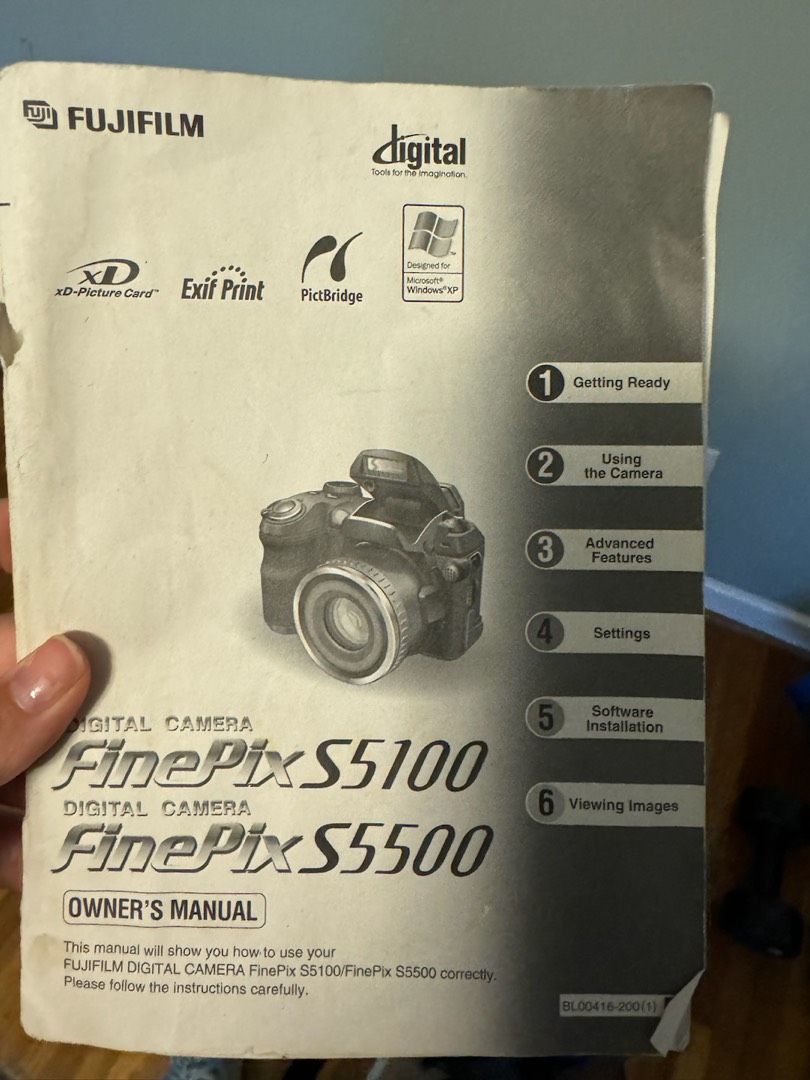 FUJI FUJIFILM
digital
Tools for the Imagination.
xD
xD-Picture Card™
Exif Print
PictBridge
Designed for
Microsoft®
Windows®XP
1 Getting Ready
2 Using
the Camera
3 Advanced
Features
4 Settings
5 Software
Installation
6 Viewing Images
DIGITAL CAMERA
FinePix S5100
DIGITAL CAMERA
FinePix S5500
OWNER'S MANUAL
This manual will show you how to use your
FUJIFILM DIGITAL CAMERA FinePix S5100/FinePix S5500 correctly.
Please follow the instructions carefully.
BL00416-200(1)